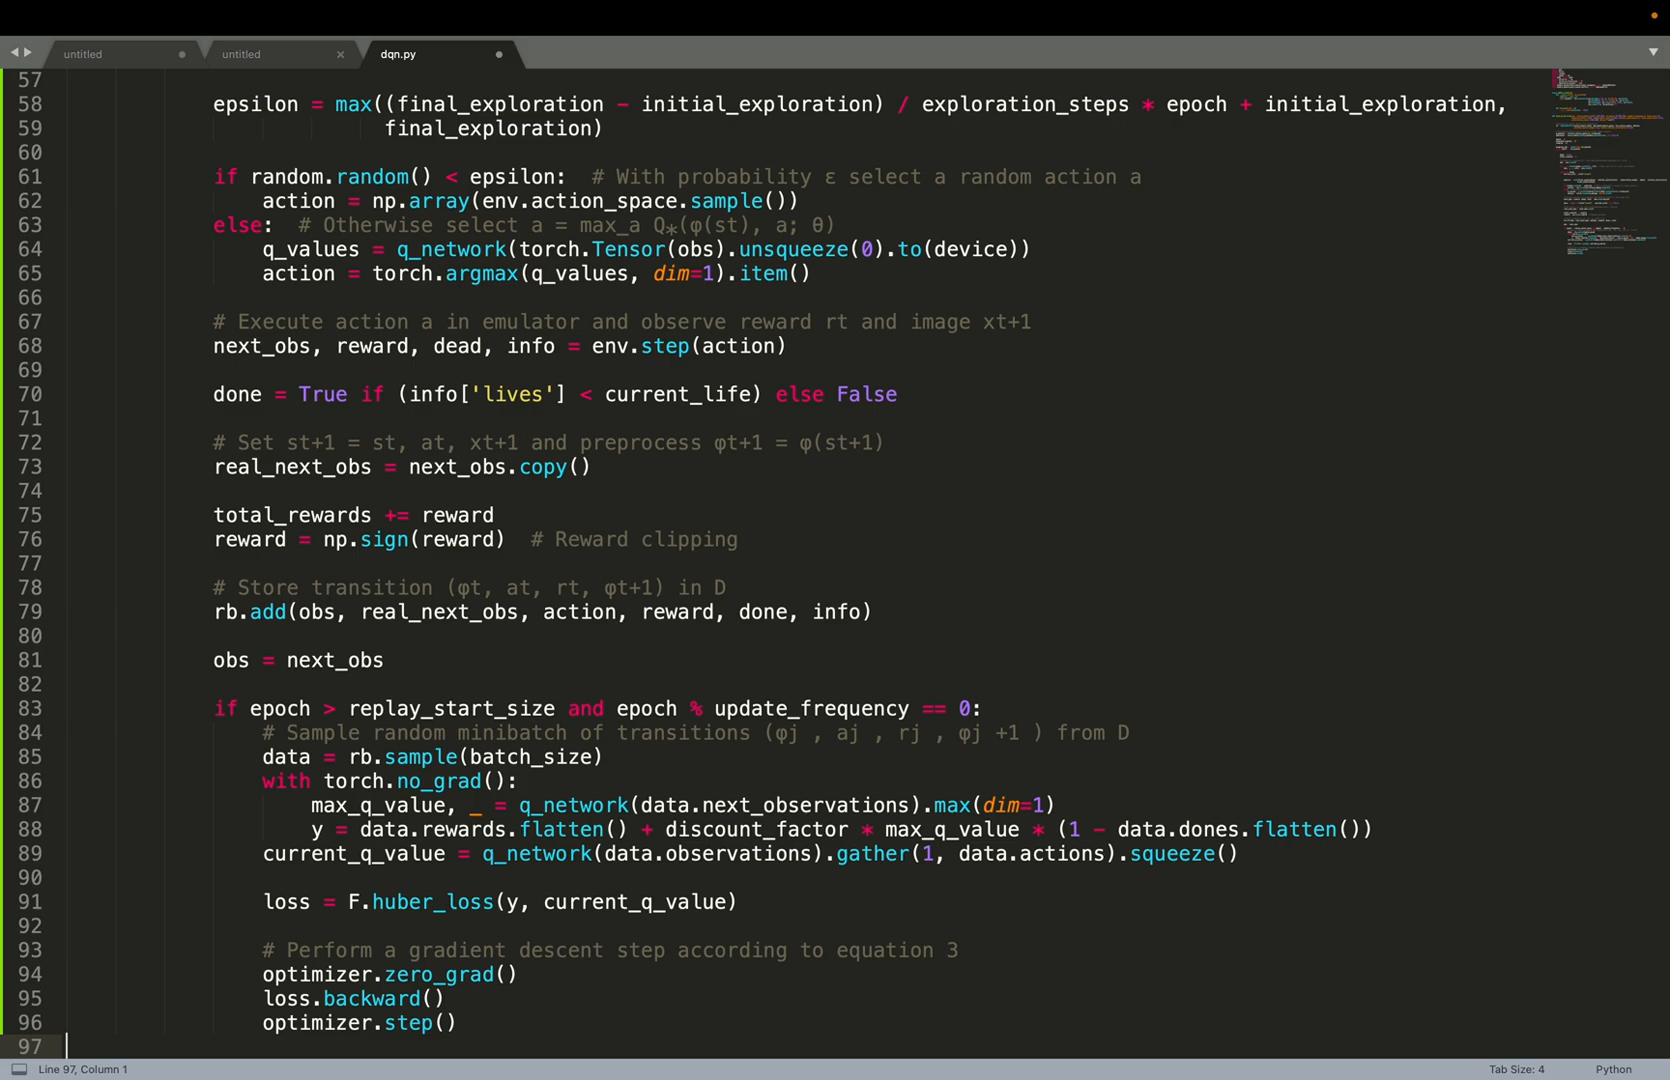 untitled
untitled
dqn.py
57
58 epsilon = max((final_exploration - initial_exploration) / exploration_steps * epoch + initial_exploration,
59 final_exploration)
60
61 if random.random() < epsilon:  # With probability ε select a random action a
62 action = np.array(env.action_space.sample())
63 else:  # Otherwise select a = max_a Q∗(φ(st), a; θ)
64 q_values = q_network(torch.Tensor(obs).unsqueeze(0).to(device))
65 action = torch.argmax(q_values, dim=1).item()
66
67 # Execute action a in emulator and observe reward rt and image xt+1
68 next_obs, reward, dead, info = env.step(action)
69
70 done = True if (info['lives'] < current_life) else False
71
72 # Set st+1 = st, at, xt+1 and preprocess φt+1 = φ(st+1)
73 real_next_obs = next_obs.copy()
74
75 total_rewards += reward
76 reward = np.sign(reward)  # Reward clipping
77
78 # Store transition (φt, at, rt, φt+1) in D
79 rb.add(obs, real_next_obs, action, reward, done, info)
80
81 obs = next_obs
82
83 if epoch > replay_start_size and epoch % update_frequency == 0:
84 # Sample random minibatch of transitions (φj , aj , rj , φj +1 ) from D
85 data = rb.sample(batch_size)
86 with torch.no_grad():
87 max_q_value, _ = q_network(data.next_observations).max(dim=1)
88 y = data.rewards.flatten() + discount_factor * max_q_value * (1 - data.dones.flatten())
89 current_q_value = q_network(data.observations).gather(1, data.actions).squeeze()
90
91 loss = F.huber_loss(y, current_q_value)
92
93 # Perform a gradient descent step according to equation 3
94 optimizer.zero_grad()
95 loss.backward()
96 optimizer.step()
97
Line 97, Column 1
Tab Size: 4
Python